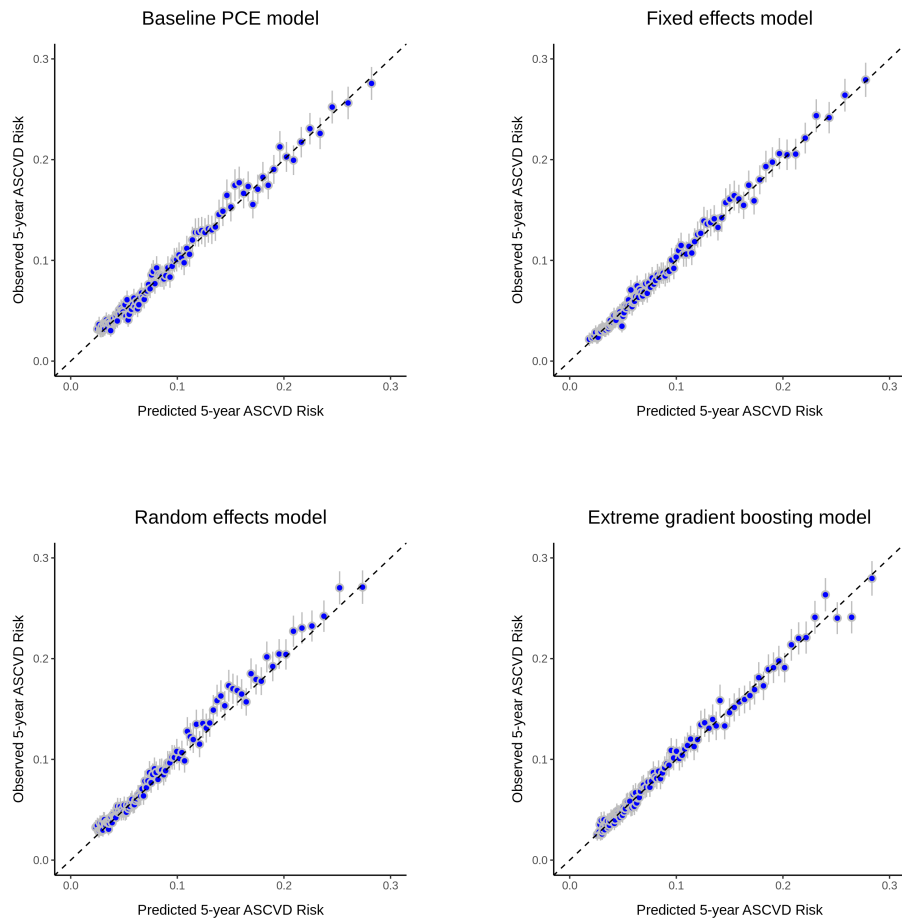 Baseline PCE model
Fixed effects model
Observed 5-year ASCVD Risk
0.3
0.2
0.1
0.0
0.0 0.1 0.2 0.3
Predicted 5-year ASCVD Risk
Observed 5-year ASCVD Risk
0.3
0.2
0.1
0.0
0.0 0.1 0.2 0.3
Predicted 5-year ASCVD Risk
Random effects model
Extreme gradient boosting model
Observed 5-year ASCVD Risk
0.3
0.2
0.1
0.0
0.0 0.1 0.2 0.3
Predicted 5-year ASCVD Risk
Observed 5-year ASCVD Risk
0.3
0.2
0.1
0.0
0.0 0.1 0.2 0.3
Predicted 5-year ASCVD Risk